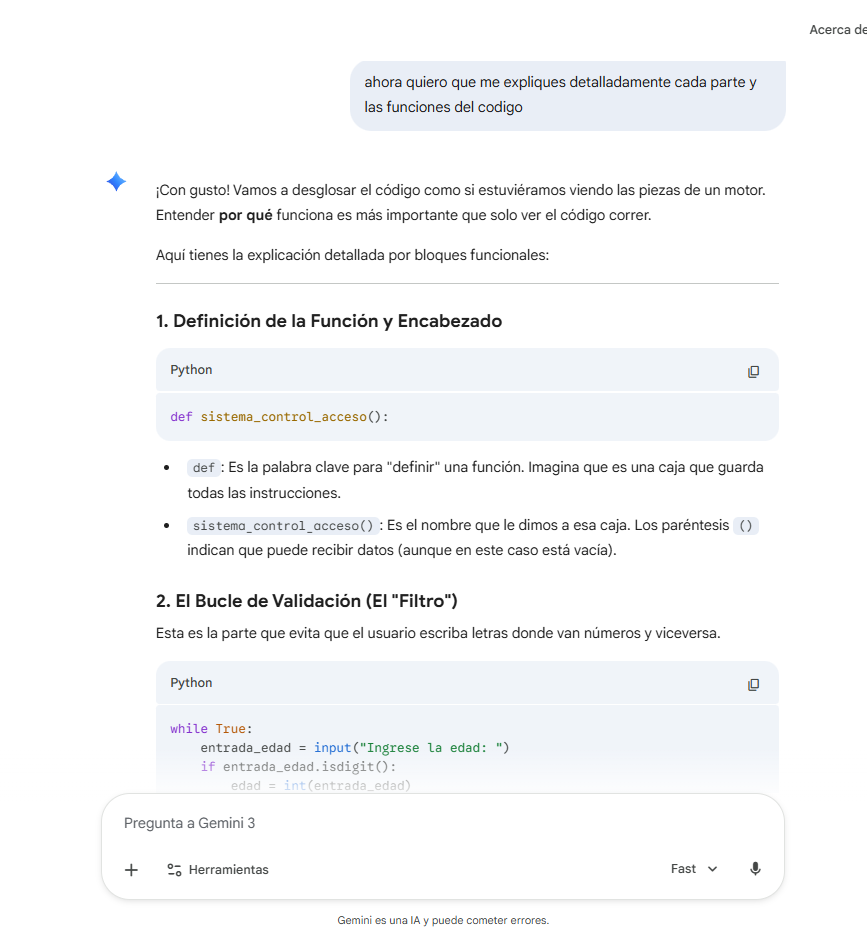 Acerca de
ahora quiero que me expliques detalladamente cada parte y
las funciones del codigo
¡Con gusto! Vamos a desglosar el código como si estuviéramos viendo las piezas de un motor.
Entender por qué funciona es más importante que solo ver el código correr.
Aquí tienes la explicación detallada por bloques funcionales:
1. Definición de la Función y Encabezado
Python
def sistema_control_acceso():
def: Es la palabra clave para "definir" una función. Imagina que es una caja que guarda
todas las instrucciones.
sistema_control_acceso(): Es el nombre que le dimos a esa caja. Los paréntesis ()
indican que puede recibir datos (aunque en este caso está vacía).
2. El Bucle de Validación (El "Filtro")
Esta es la parte que evita que el usuario escriba letras donde van números y viceversa.
Python
while True:
entrada_edad = input("Ingrese la edad: ")
if entrada_edad.isdigit():
edad = int(entrada_edad)
Pregunta a Gemini 3
Herramientas
Fast
Gemini es una IA y puede cometer errores.